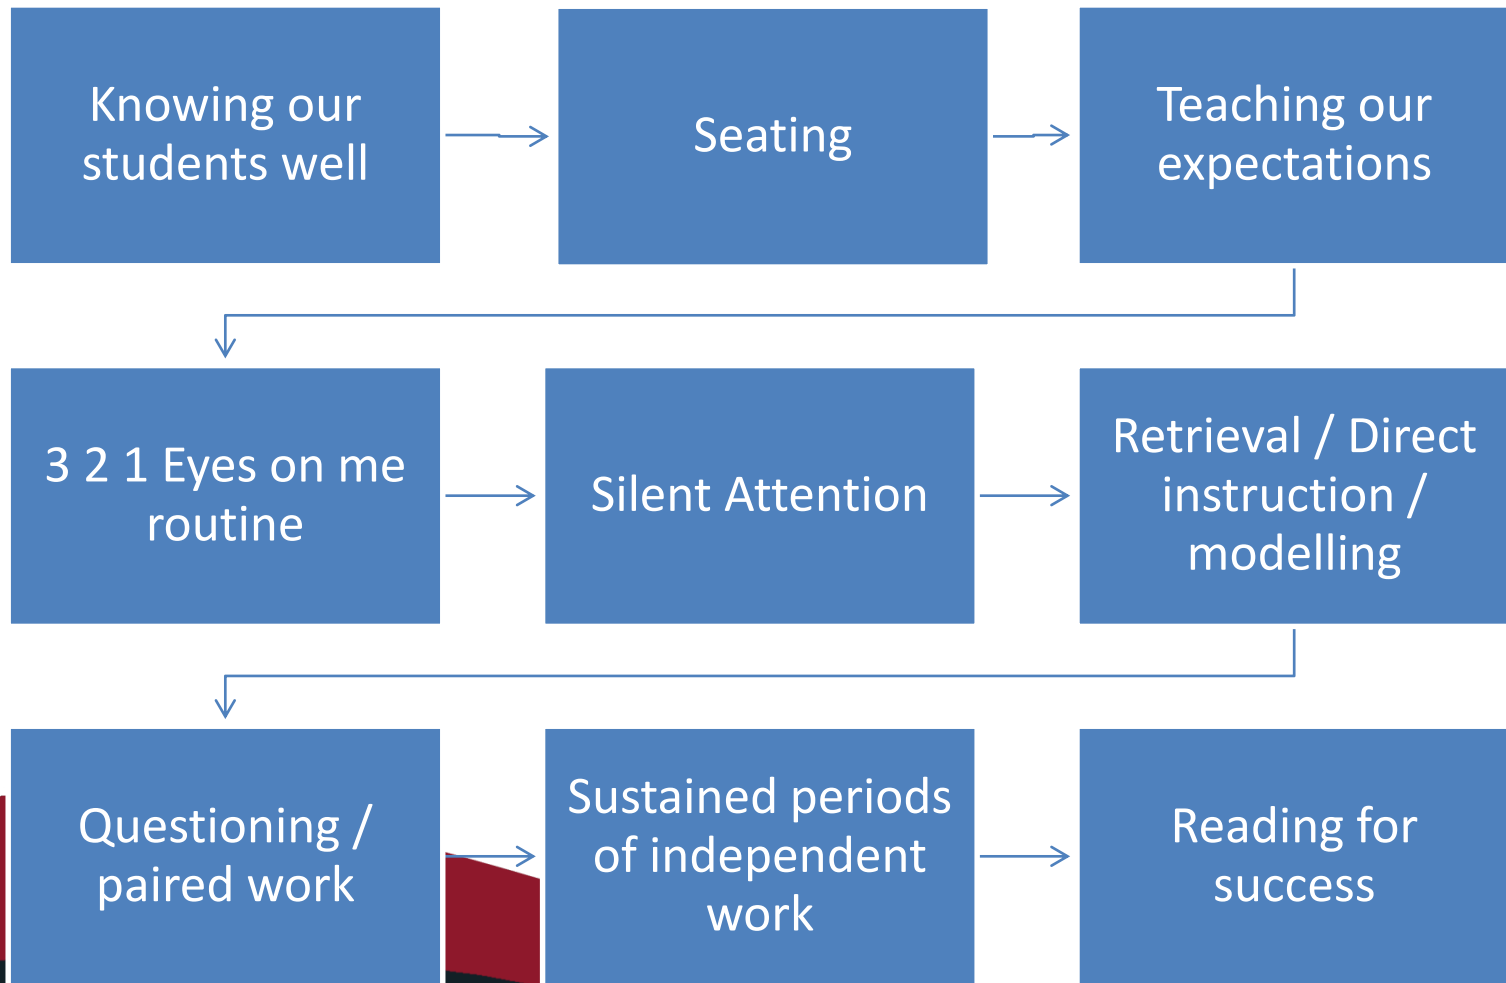 Knowing our
students well
Seating
Teaching our
expectations
3 2 1 Eyes on me
routine
Silent Attention
Retrieval / Direct
instruction /
modelling
Questioning /
paired work
Sustained periods
of independent
work
Reading for
success